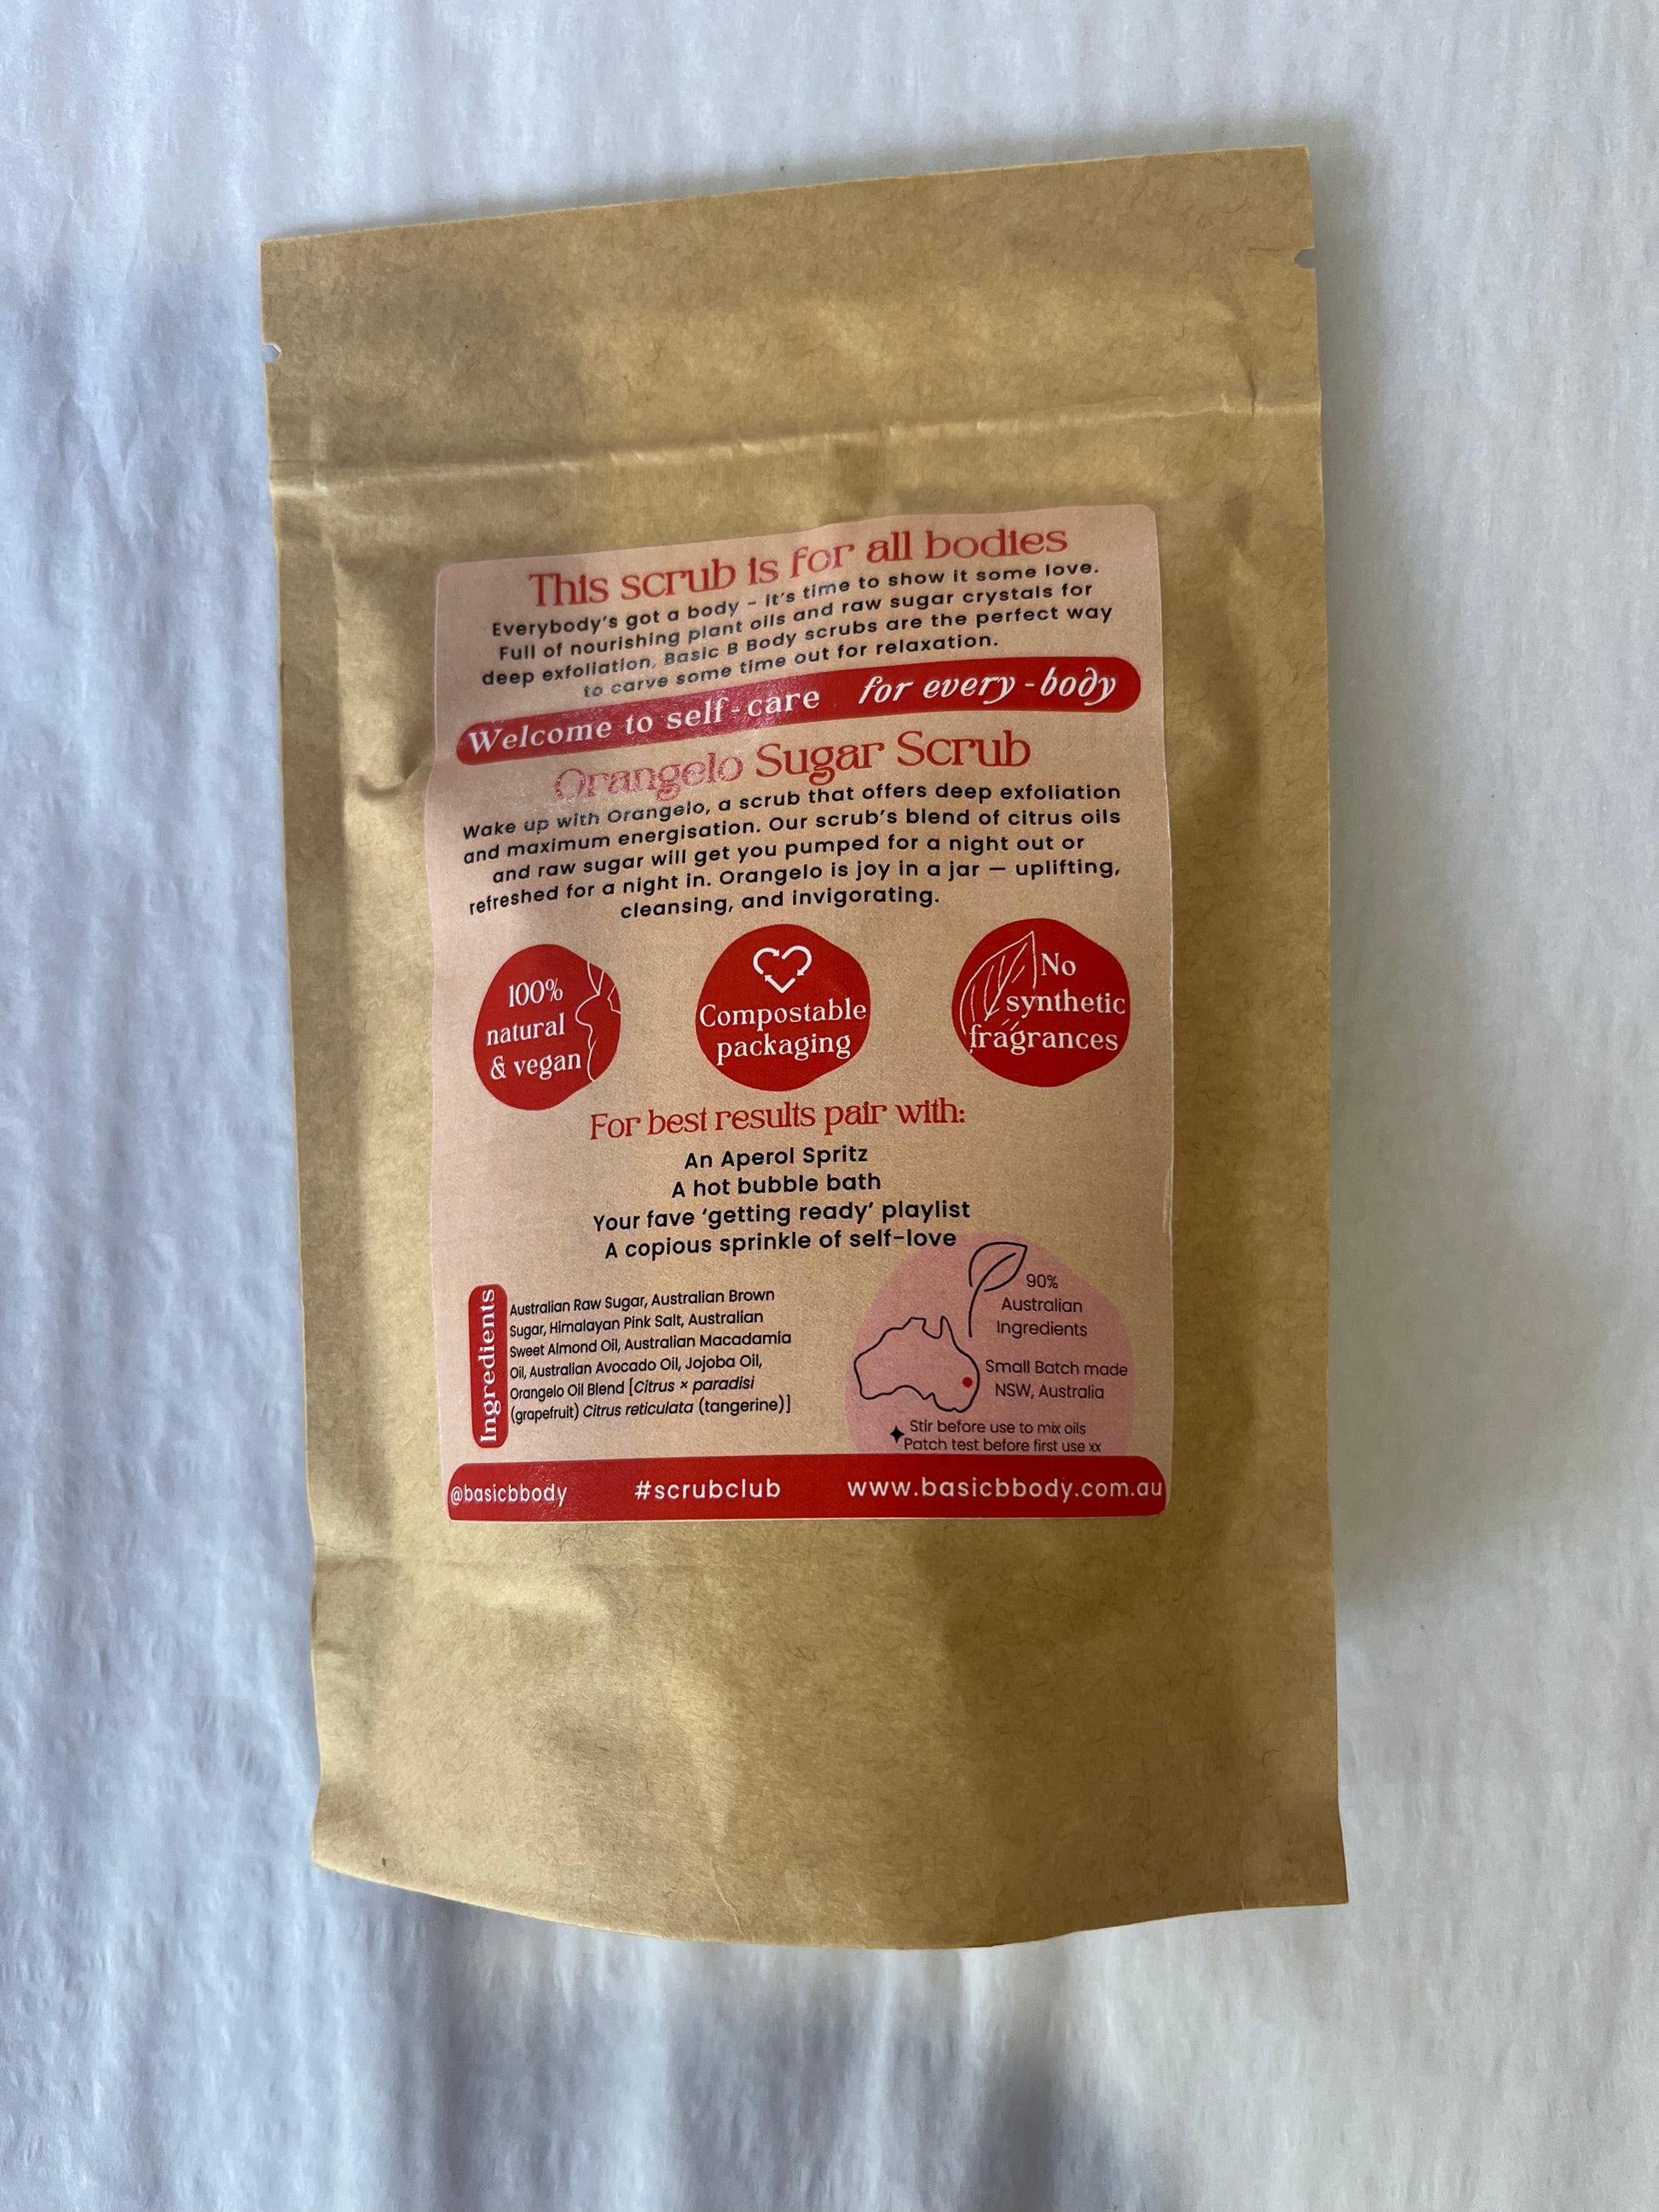 This scrub is for all bodies
Everybody's got a body - it's time to show it some love.
Full of nourishing plant oils and raw sugar crystals for
deep exfoliation, Basic B Body scrubs are the perfect way
to carve some time out for relaxation.
Welcome to self-care for every-body
Orangelo Sugar Scrub
Wake up with Orangelo, a scrub that offers deep exfoliation
and maximum energisation. Our scrub's blend of citrus oils
and raw sugar will get you pumped for a night out or
refreshed for a night in. Orangelo is joy in a jar — uplifting,
cleansing, and invigorating.
100%
natural
& vegan
Compostable
packaging
No
synthetic
fragrances
For best results pair with:
An Aperol Spritz
A hot bubble bath
Your fave ‘getting ready’ playlist
A copious sprinkle of self-love
Ingredients
Australian Raw Sugar, Australian Brown
Sugar, Himalayan Pink Salt, Australian
Sweet Almond Oil, Australian Macadamia
Oil, Australian Avocado Oil, Jojoba Oil,
Orangelo Oil Blend [Citrus × paradisi
(grapefruit) Citrus reticulata (tangerine)]
90%
Australian
Ingredients
Small Batch made
NSW, Australia
Stir before use to mix oils
Patch test before first use xx
@basicbbody #scrubclub www.basicbbody.com.au